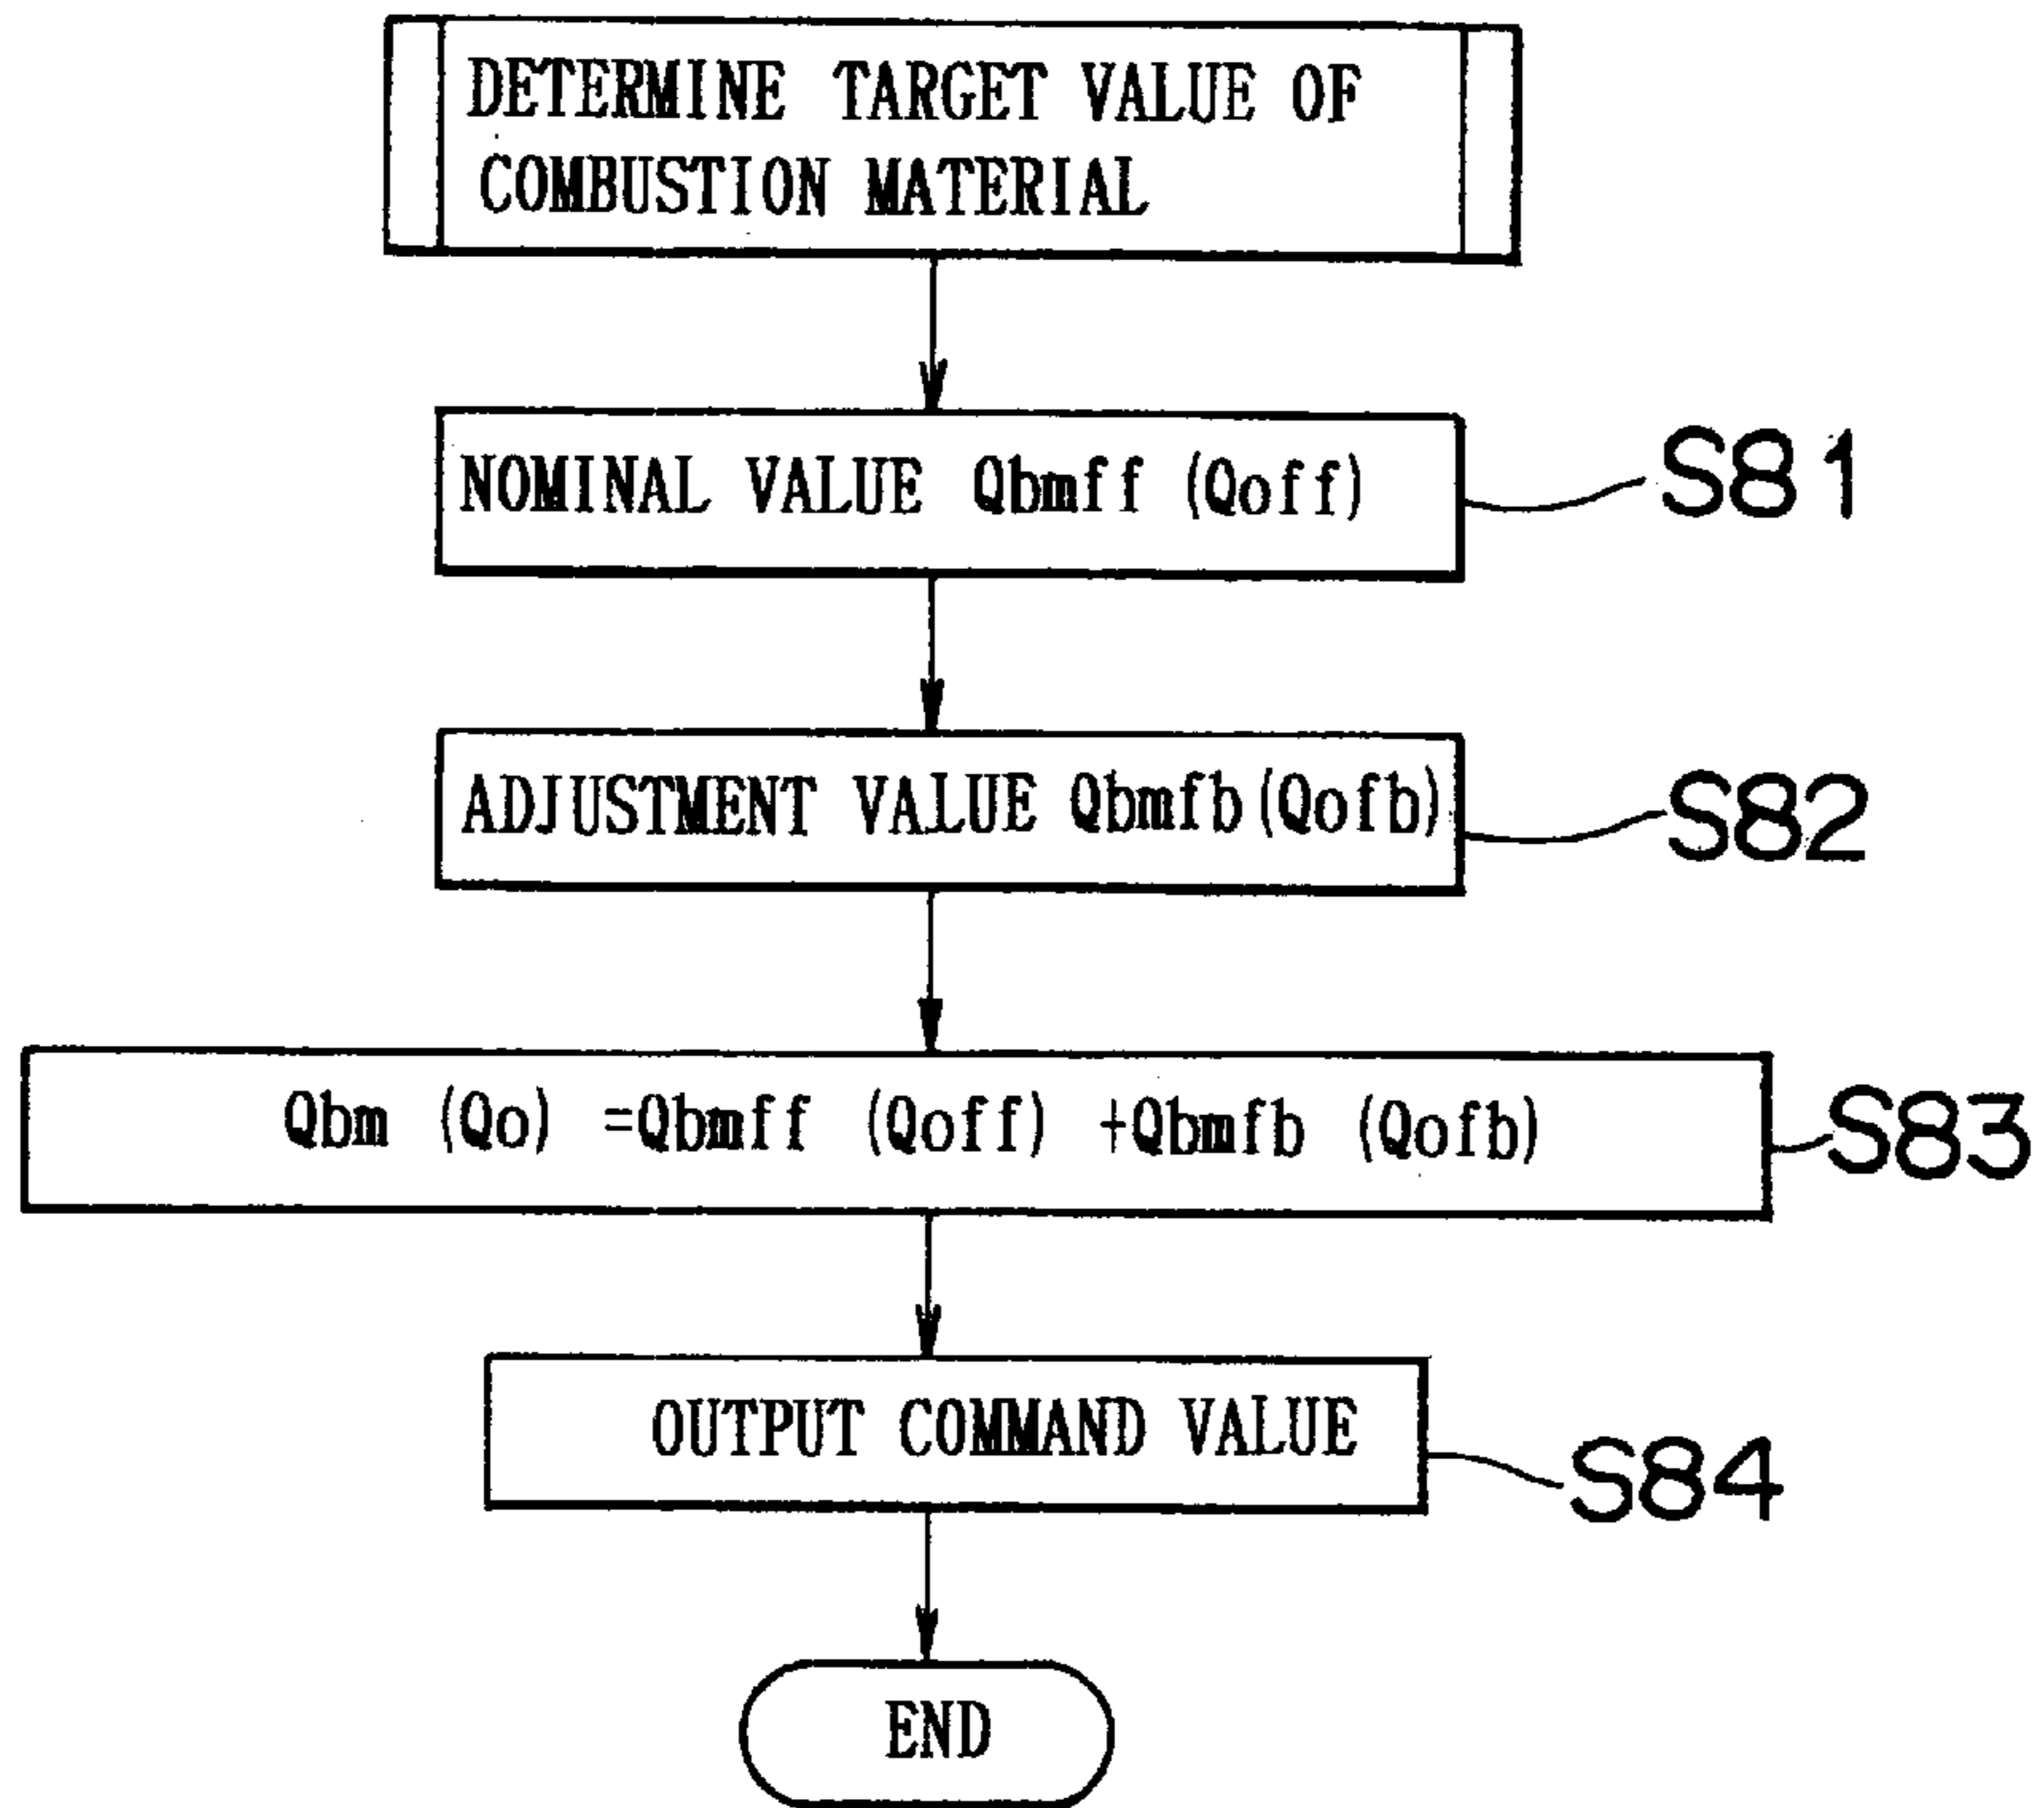 DETERMINE TARGET VALUE OF
COMBUSTION MATERIAL
NOMINAL VALUE Qbmff (Qoff)
S81
ADJUSTMENT VALUE Qbmfb (Qofb)
S82
Qbm (Qo) =Qbmff (Qoff) +Qbmfb (Qofb)
S83
OUTPUT COMMAND VALUE
S84
END